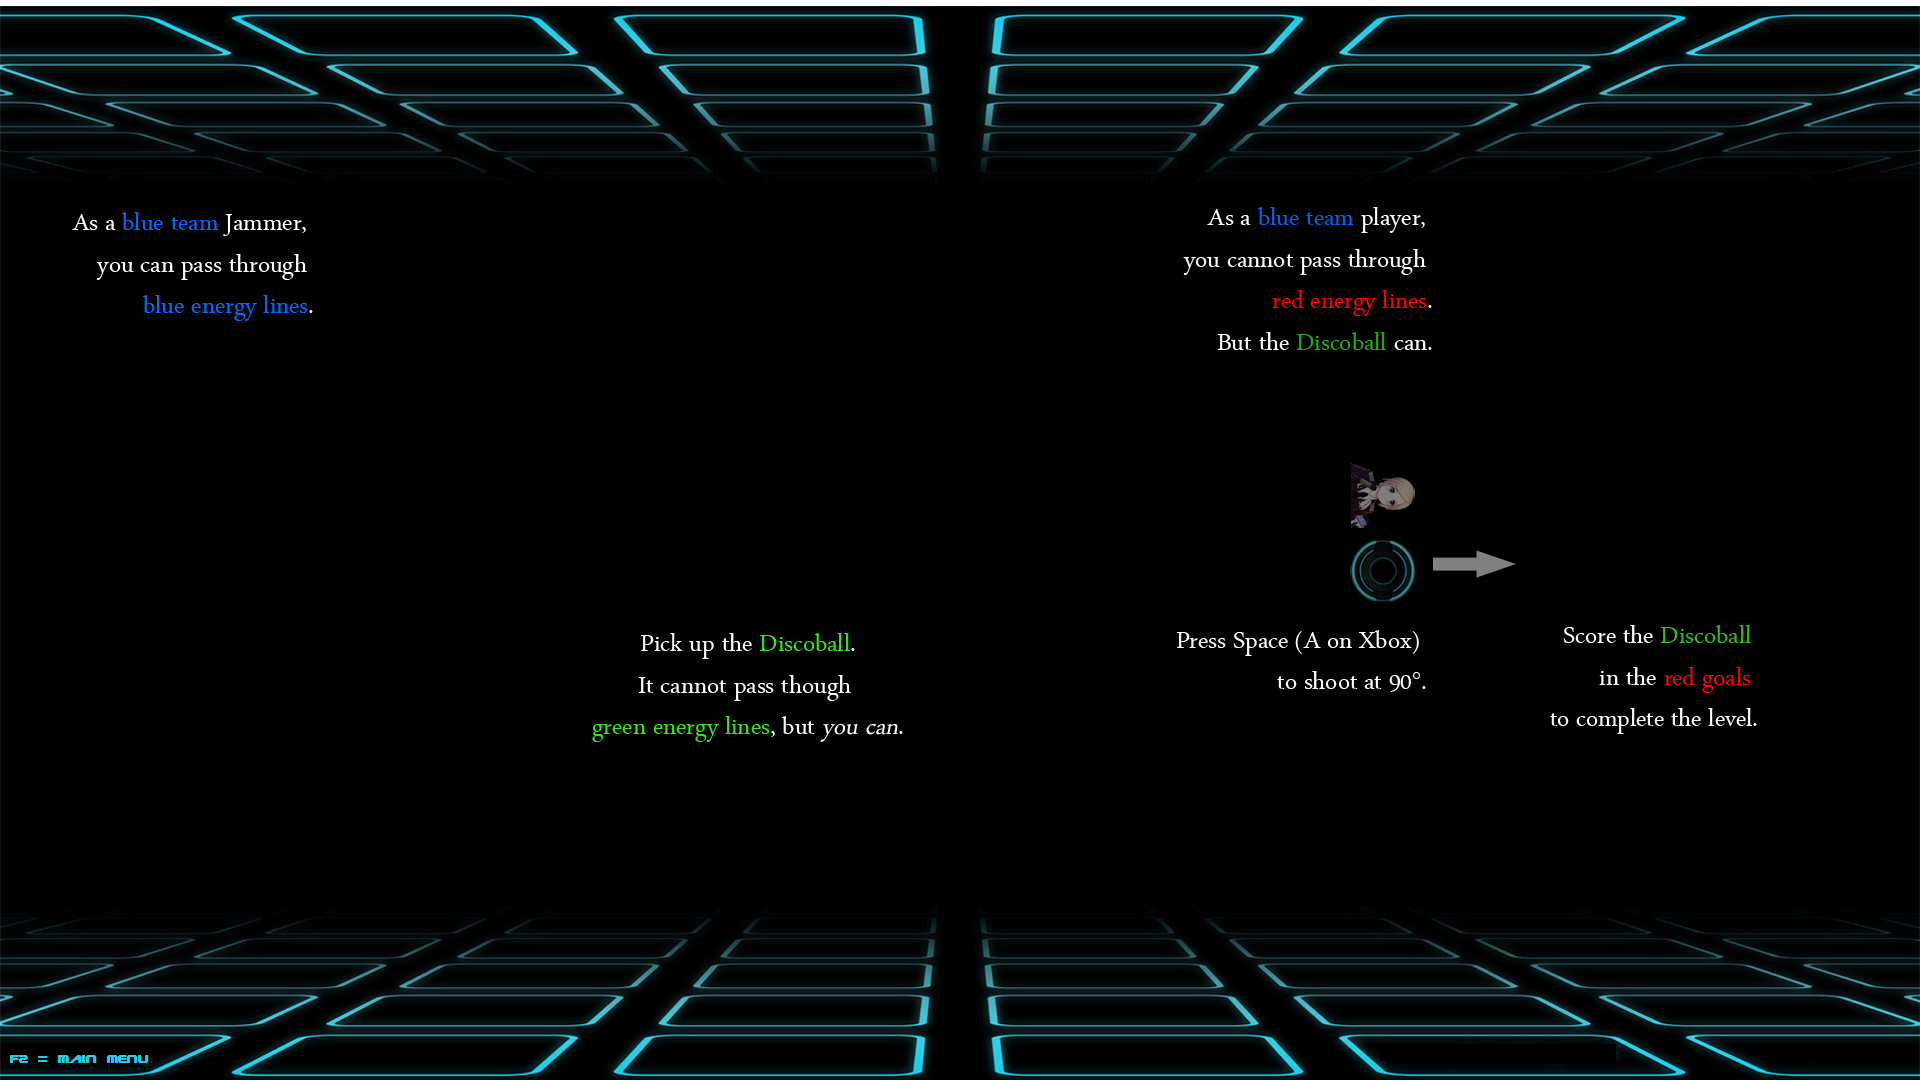 As a blue team Jammer,
you can pass through
blue energy lines.
As a blue team player,
you cannot pass through
red energy lines.
But the Discoball can.
Pick up the Discoball.
It cannot pass though
green energy lines, but you can.
Press Space (A on Xbox)
to shoot at 90°.
Score the Discoball
in the red goals
to complete the level.
F2 = MAIN MENU